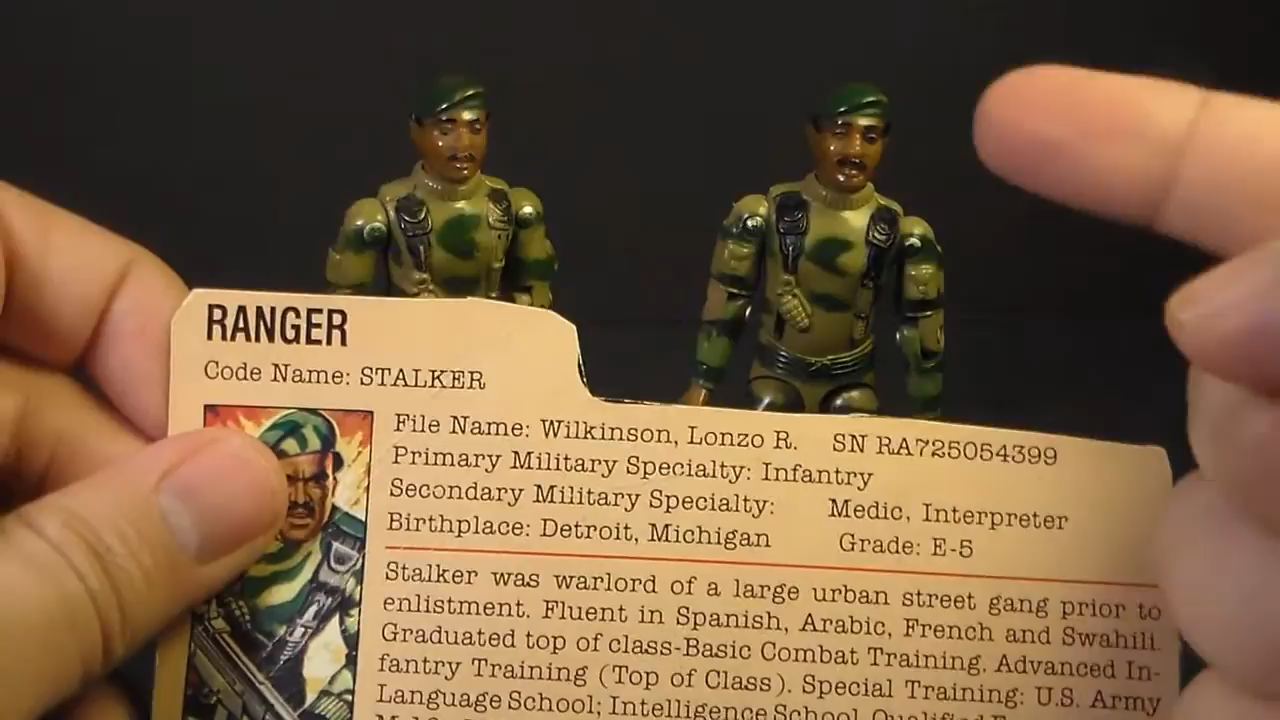 RANGER
Code Name: STALKER
File Name: Wilkinson, Lonzo R. SN RA725054399
Primary Military Specialty: Infantry
Secondary Military Specialty: Medic, Interpreter
Birthplace: Detroit, Michigan Grade: E-5
Stalker was warlord of a large urban street gang prior to
enlistment. Fluent in Spanish, Arabic, French and Swahili.
Graduated top of class-Basic Combat Training. Advanced In-
fantry Training (Top of Class). Special Training: U.S. Army
Language School; Intelligence School. Qualified